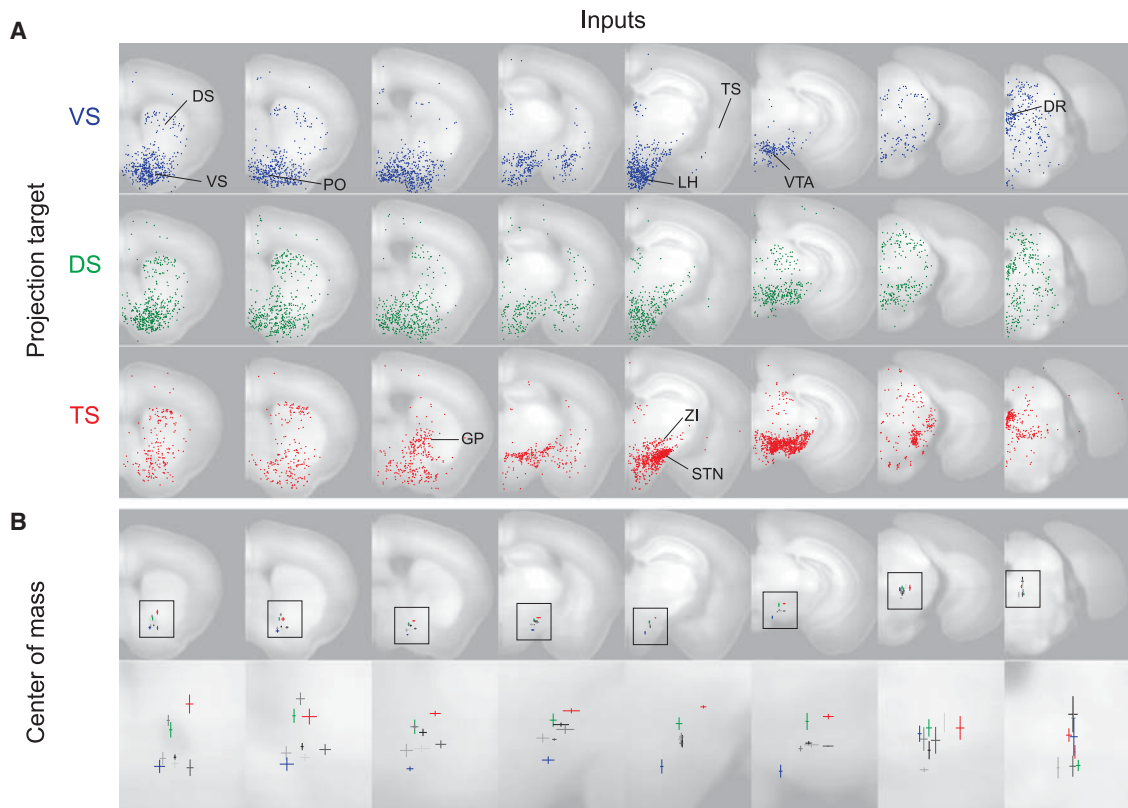 Inputs
A
Projection target
VS
DS
VS
PO
LH
TS
VTA
DR
DS
TS
GP
ZI
STN
B
Center of mass